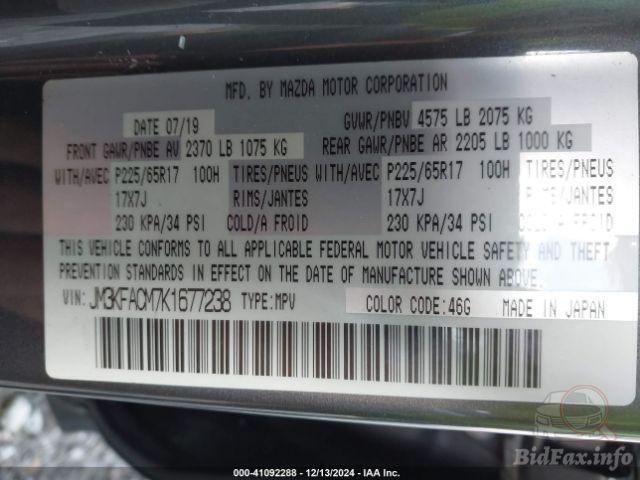 MFD. BY MAZDA MOTOR CORPORATION
DATE 07/19 GVWR/PNBV 4575 LB 2075 KG
FRONT GAWR/PNBE AV 2370 LB 1075 KG REAR GAWR/PNBE AR 2205 LB 1000 KG
WITH/AVEC P225/65R17 100H TIRES/PNEUS WITH/AVEC P225/65R17 100H TIRES/PNEUS
17X7J RIMS/JANTES 17X7J RIMS/JANTES
230 KPA/34 PSI COLD/A FROID 230 KPA/34 PSI COLD/A FROID
THIS VEHICLE CONFORMS TO ALL APPLICABLE FEDERAL MOTOR VEHICLE SAFETY AND THEFT
PREVENTION STANDARDS IN EFFECT ON THE DATE OF MANUFACTURE SHOWN ABOVE.
VIN: JM3KFACM7K1677238 TYPE:MPV COLOR CODE:46G MADE IN JAPAN
BidFax.info
000-41092288 - 12/13/2024 - IAA Inc.